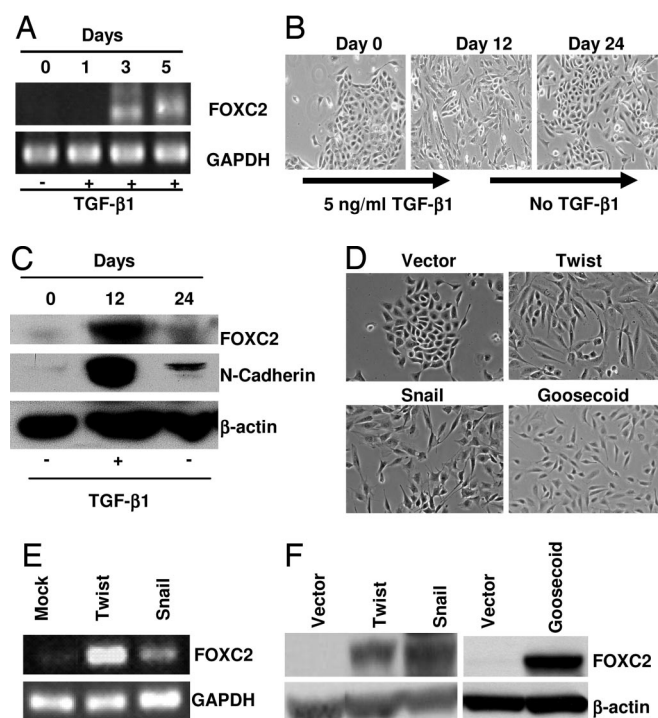 A
Days
0 1 3 5
FOXC2
GAPDH
- + + +
TGF-β1
B
Day 0 Day 12 Day 24
5 ng/ml TGF-β1 No TGF-β1
C
Days
0 12 24
FOXC2
N-Cadherin
β-actin
- + -
TGF-β1
D
Vector Twist
Snail Goosecoid
E
Mock Twist Snail
FOXC2
GAPDH
F
Vector Twist Snail Vector Goosecoid
FOXC2
β-actin